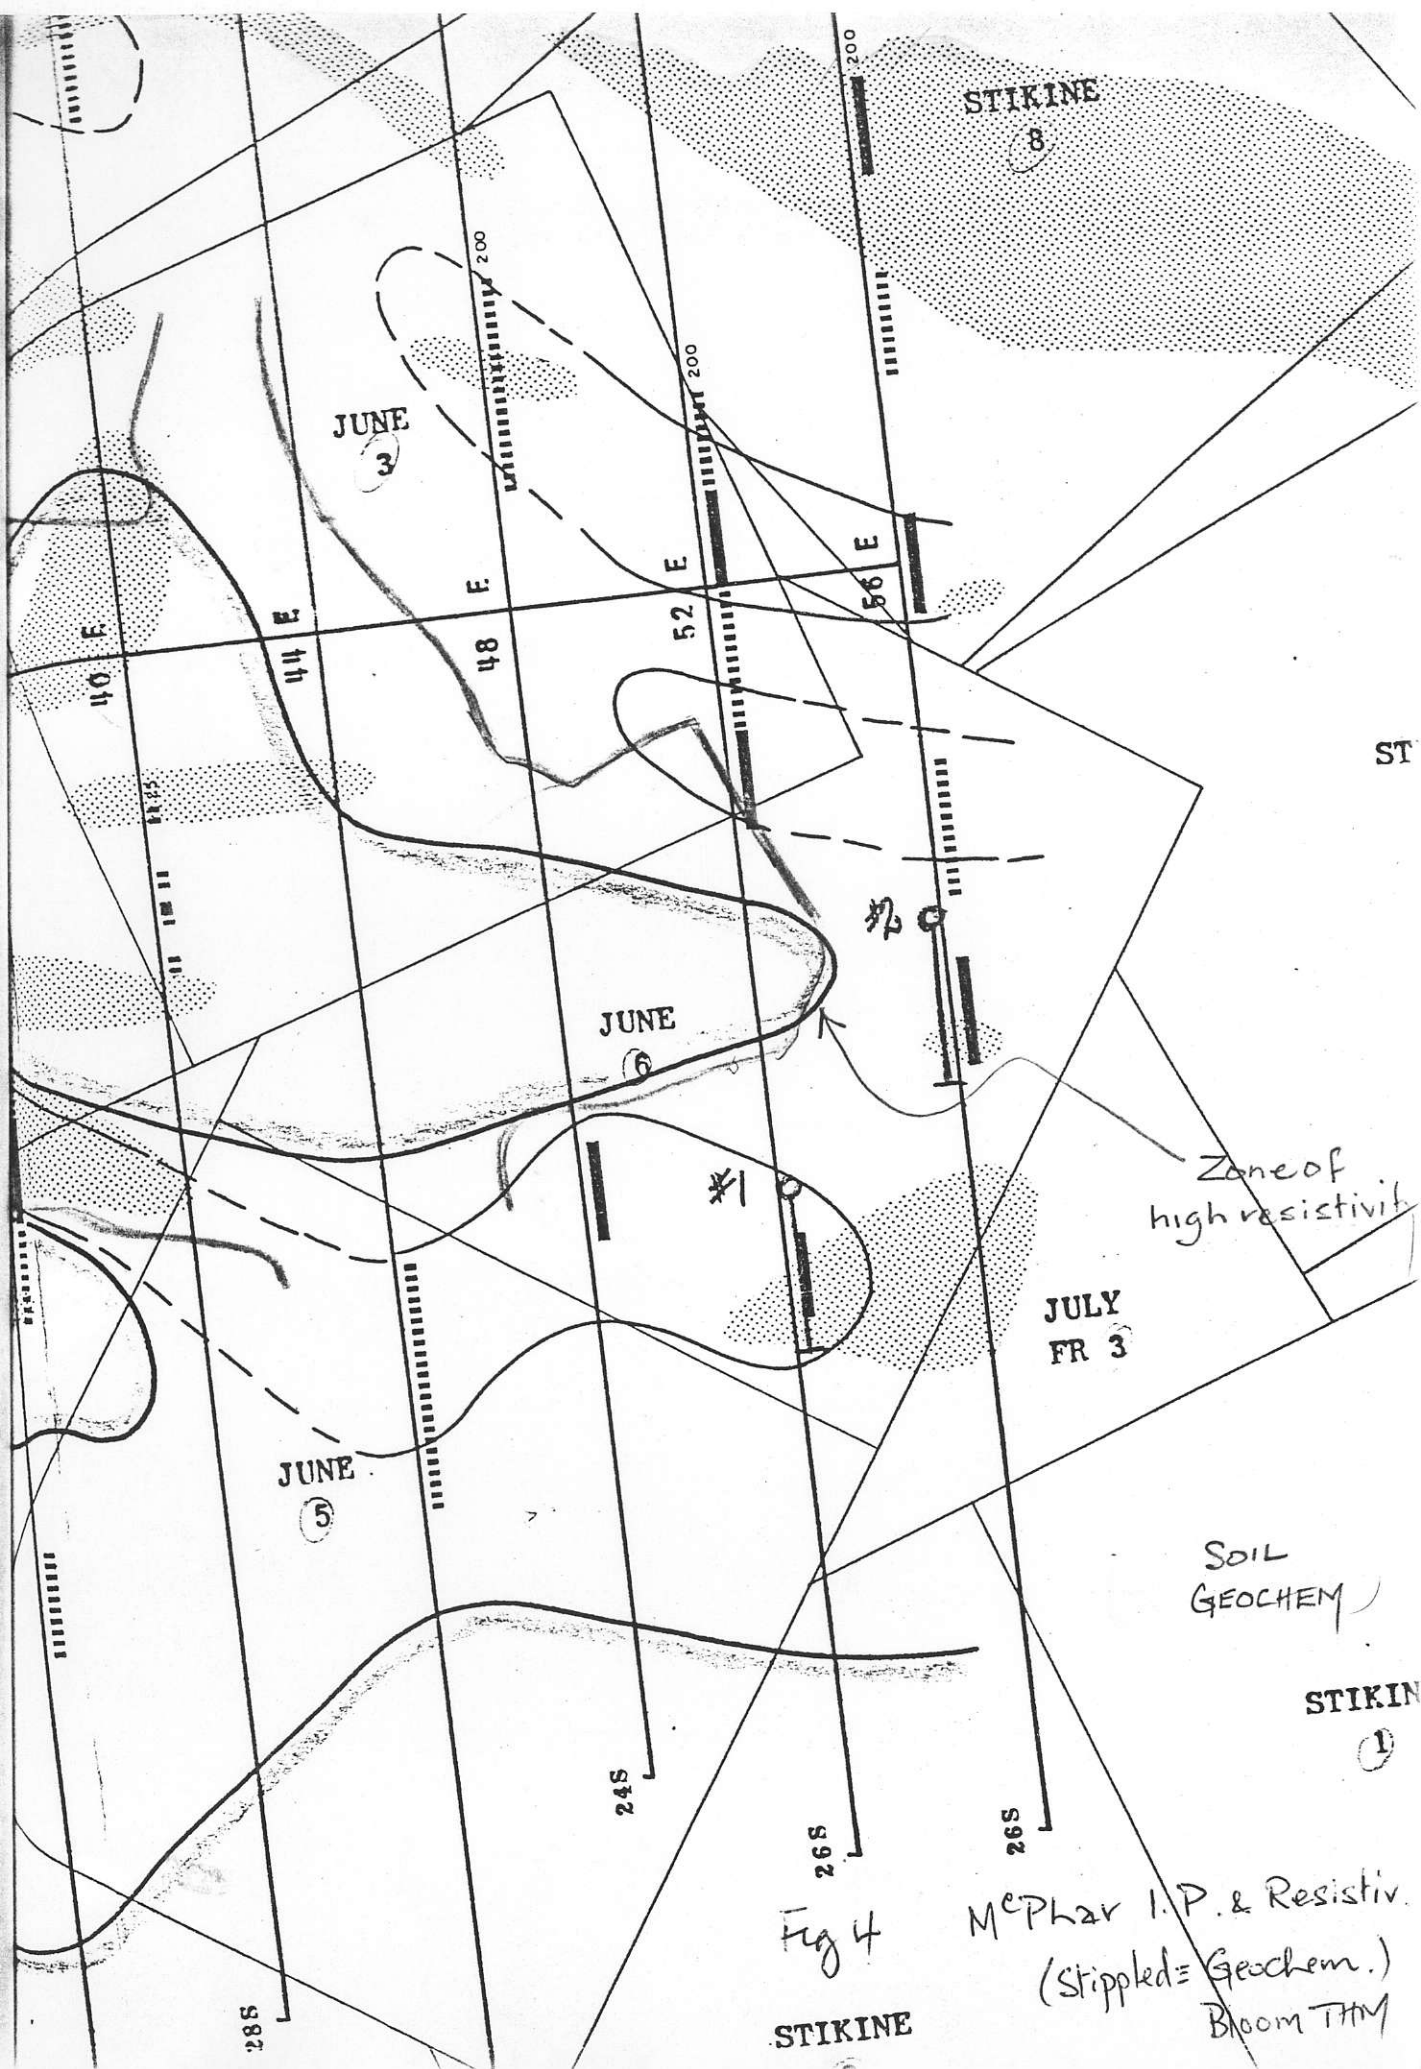 200
STIKINE
8
200
200
JUNE
3
40 E
44 E
48 E
52 E
56 E
ST
#2
JUNE
6
#1
Zone of
high resistivit
JULY
FR 3
JUNE
5
SOIL
GEOCHEM
STIKIN
1
24S
26S
26S
28S
Fig 4
McPhar I.P. & Resistiv.
(Stippled = Geochem.)
Bloom THM
STIKINE